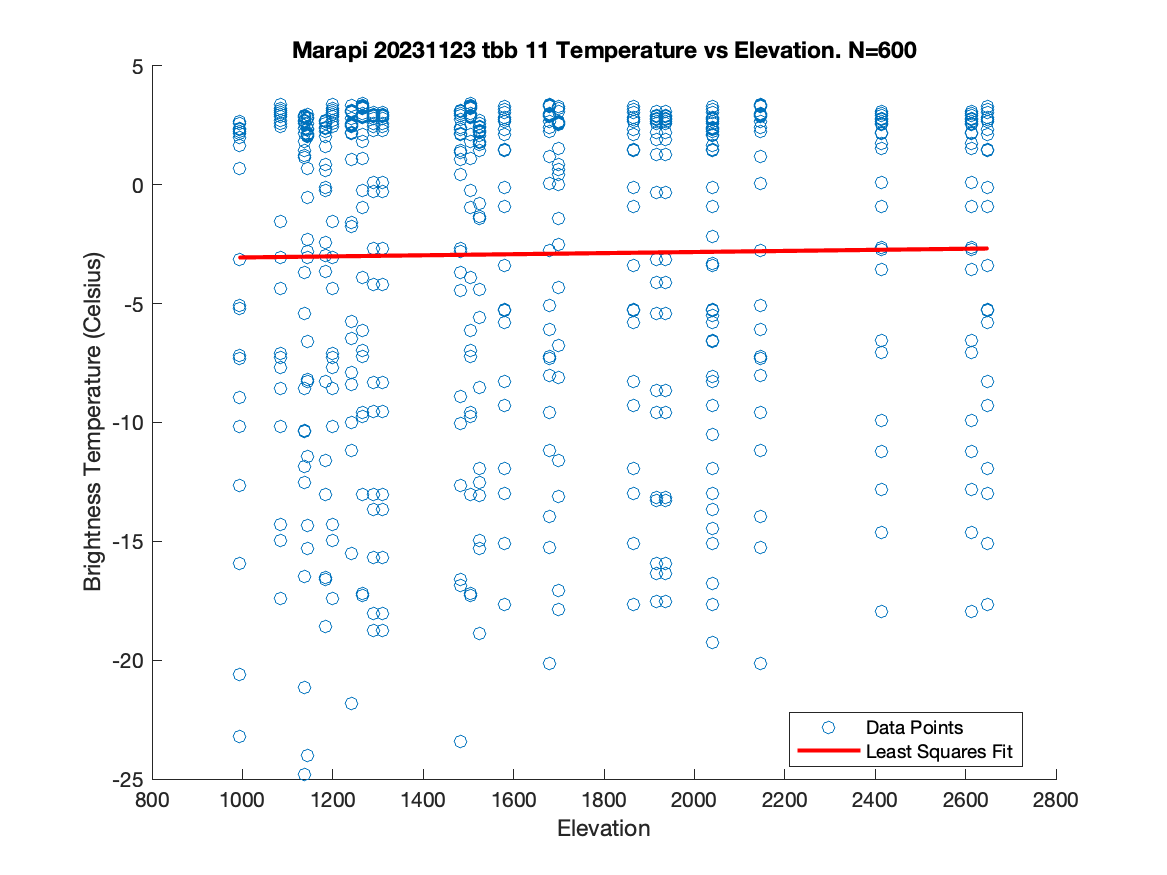 Marapi 20231123 tbb 11 Temperature vs Elevation. N=600
5
0
-5
-10
-15
-20
-25
Brightness Temperature (Celsius)
800 1000 1200 1400 1600 1800 2000 2200 2400 2600 2800
Elevation
Data Points
Least Squares Fit